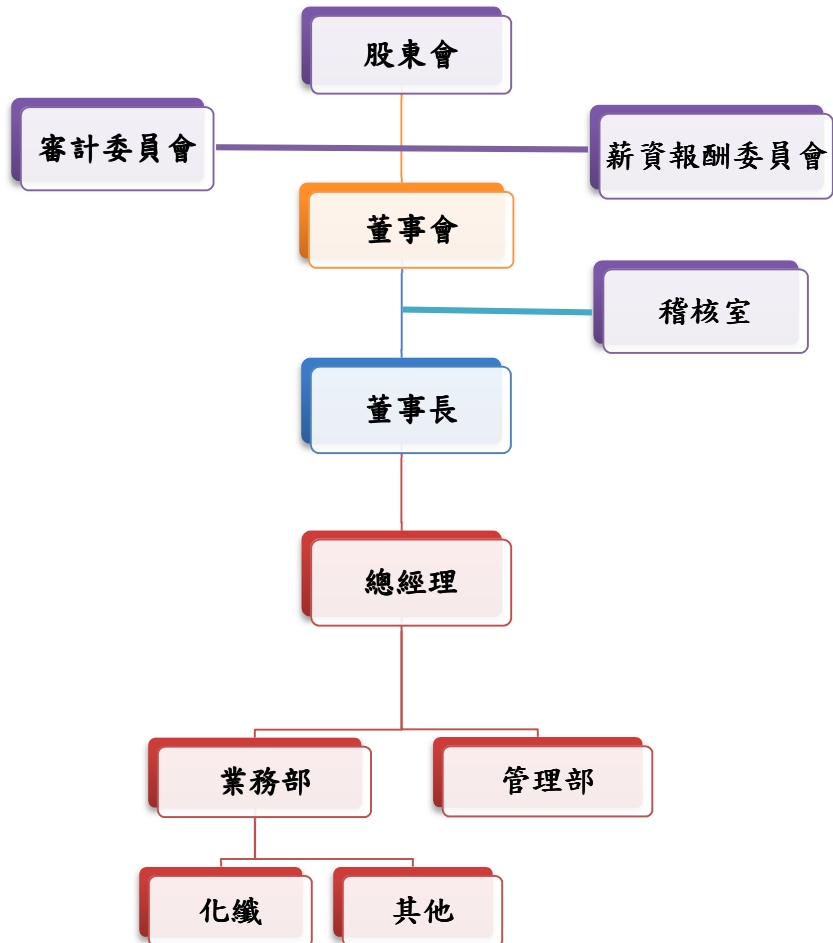 股東會
審計委員會
薪資報酬委員會
董事會
稽核室
董事長
總經理
業務部
管理部
化纖
其他